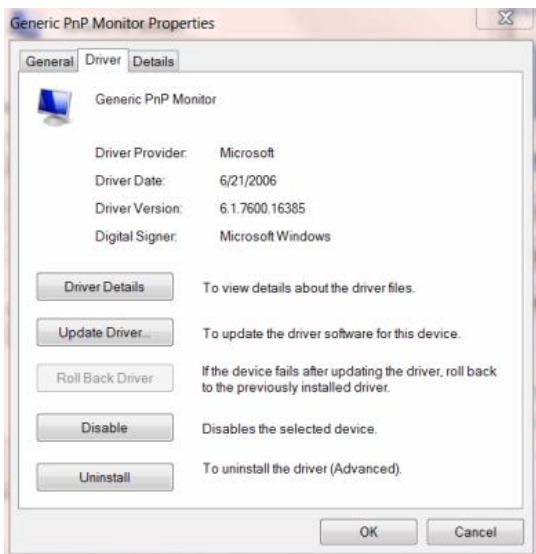 Generic PnP Monitor Properties
General Driver Details
Generic PnP Monitor
Driver Provider: Microsoft
Driver Date: 6/21/2006
Driver Version: 6.1.7600.16385
Digital Signer: Microsoft Windows
Driver Details To view details about the driver files.
Update Driver... To update the driver software for this device.
Roll Back Driver If the device fails after updating the driver, roll back
to the previously installed driver.
Disable Disables the selected device.
Uninstall To uninstall the driver (Advanced).
OK Cancel